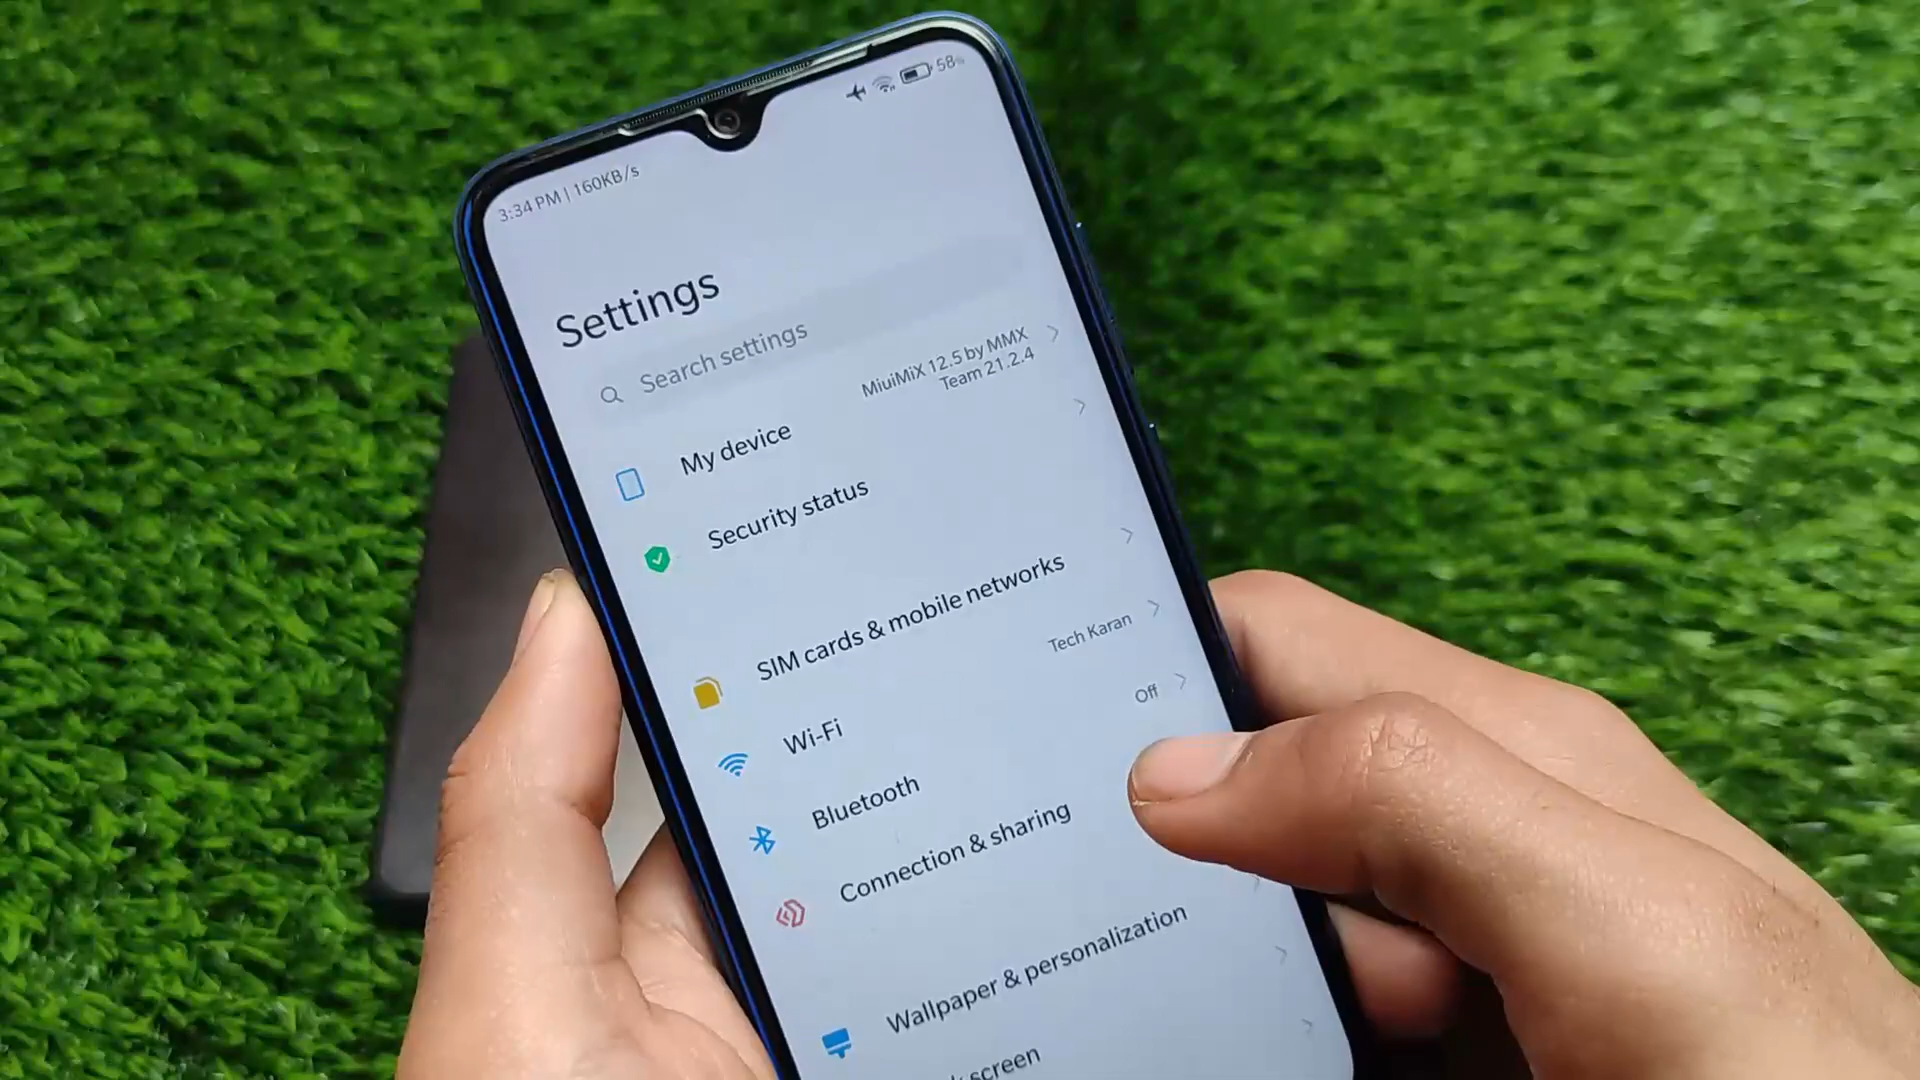 3:34 PM | 160KB/s
58%
Settings
Search settings
My device
MiuiMiX 12.5 by MMX
Team 21.2.4
Security status
SIM cards & mobile networks
Wi-Fi
Tech Karan
Bluetooth
Off
Connection & sharing
Wallpaper & personalization
screen